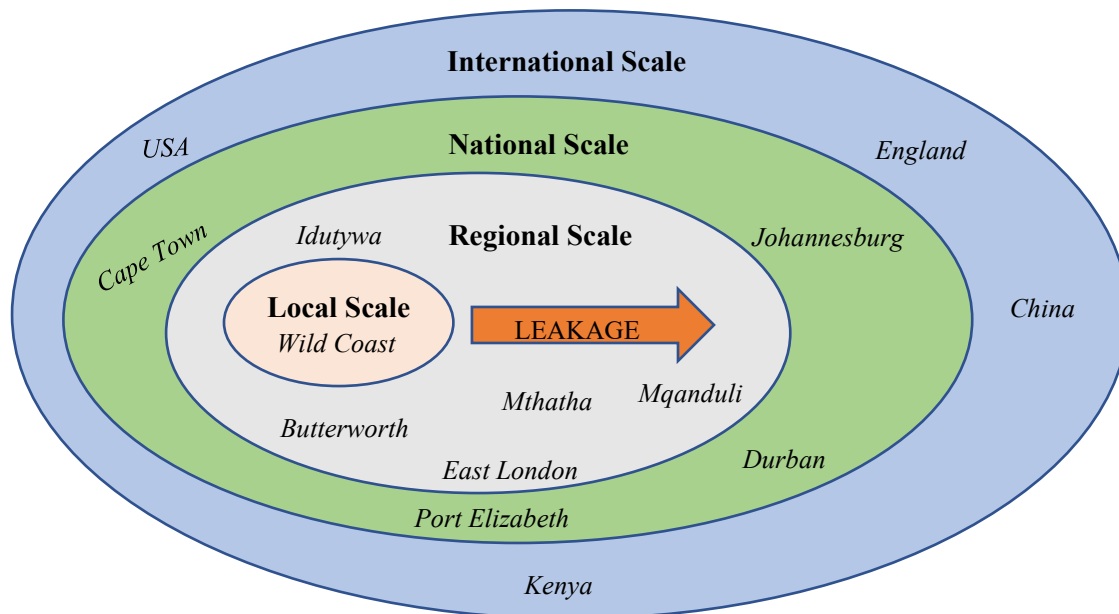 International Scale
USA
National Scale
England
Cape Town
Idutywa
Regional Scale
Johannesburg
Local Scale
Wild Coast
LEAKAGE
China
Mthatha
Mqanduli
Butterworth
East London
Durban
Port Elizabeth
Kenya